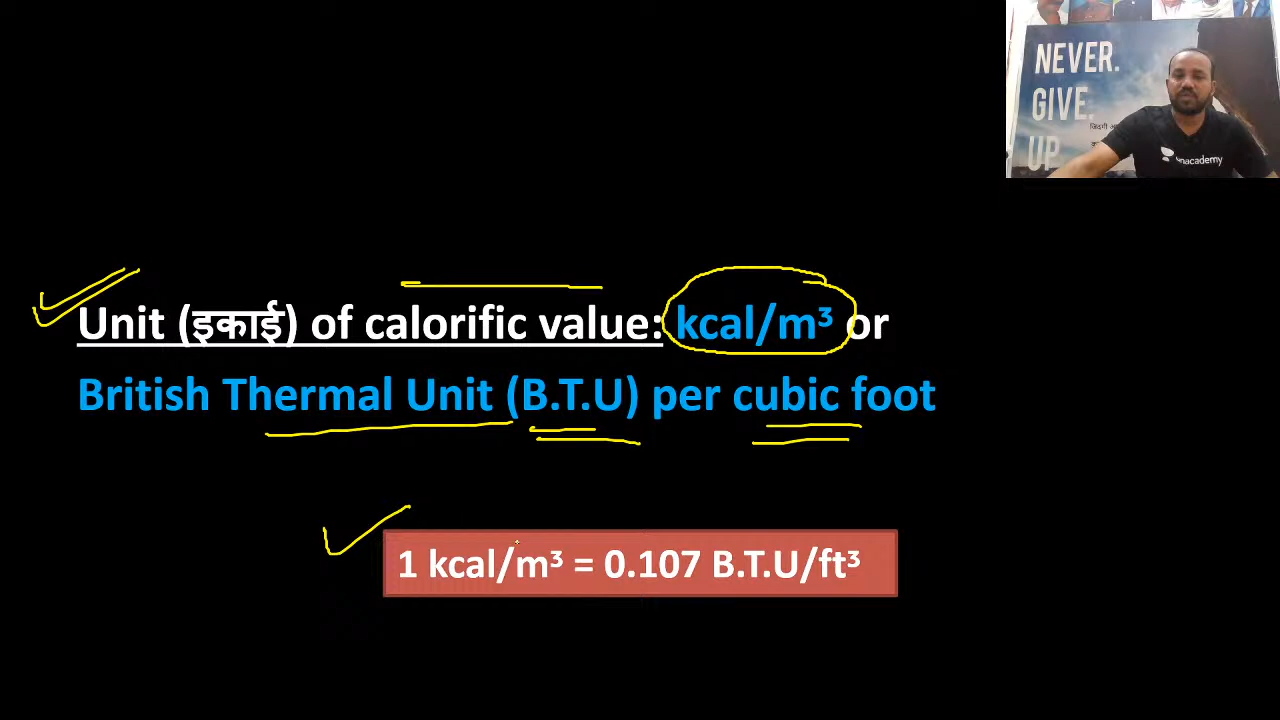 NEVER.
GIVE.
UP
unacademy
Unit (इकाई) of calorific value: kcal/m³ or
British Thermal Unit (B.T.U) per cubic foot
1 kcal/m³ = 0.107 B.T.U/ft³